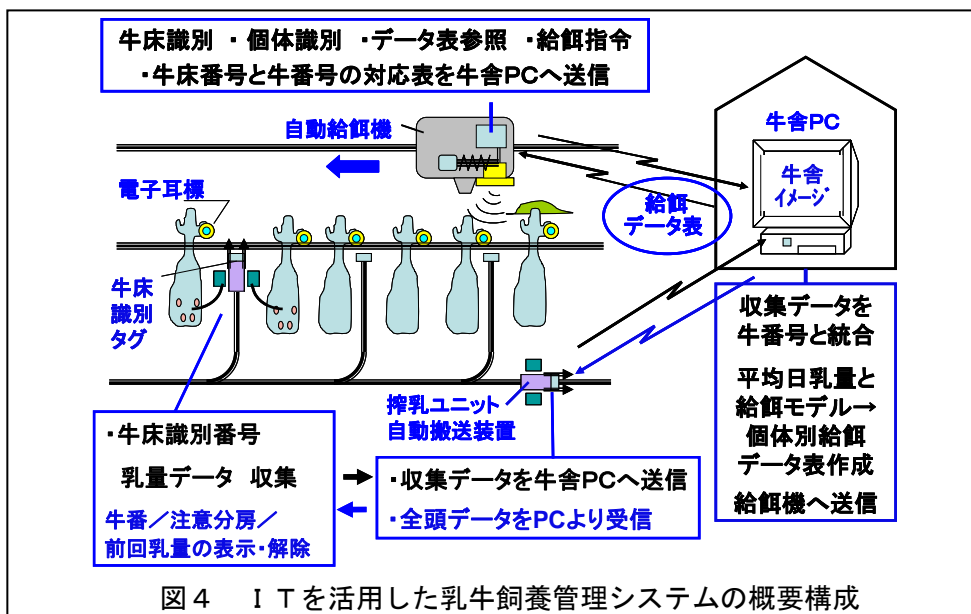 牛床識別 ・ 個体識別 ・データ表参照 ・給餌指令
・牛床番号と牛番号の対応表を牛舎PCへ送信
自動給餌機
牛舎PC
牛舎
イメージ
電子耳標
給餌
データ表
牛床
識別
タグ
搾乳ユニット
自動搬送装置
収集データを
牛番号と統合
平均日乳量と
給餌モデル→
個体別給餌
データ表作成
給餌機へ送信
・牛床識別番号
乳量データ 収集
牛番／注意分房／
前回乳量の表示・解除
・収集データを牛舎PCへ送信
・全頭データをPCより受信
図４　ＩＴを活用した乳牛飼養管理システムの概要構成